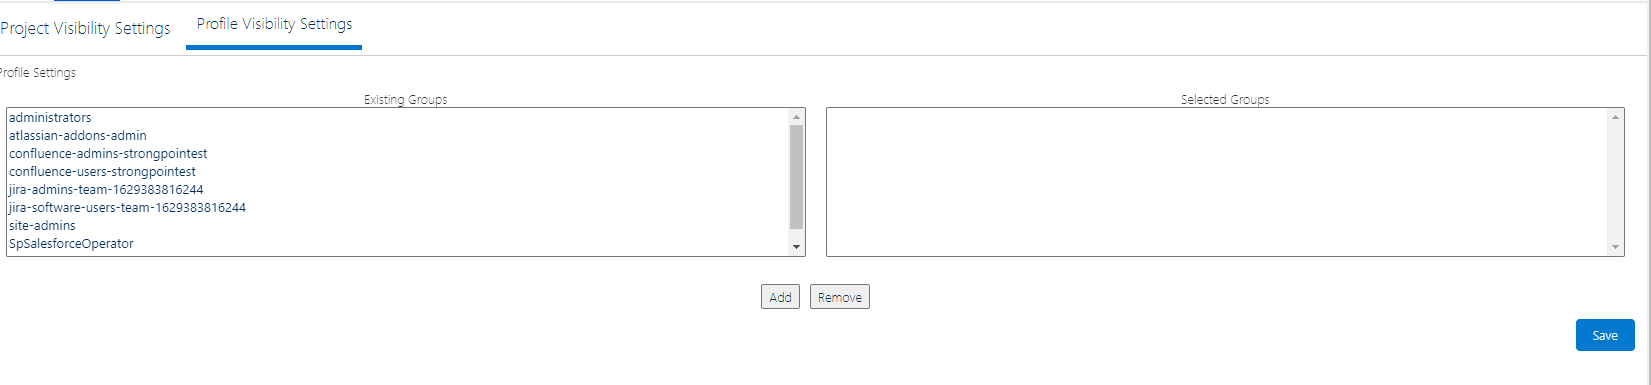 Project Visibility Settings
Profile Visibility Settings
Profile Settings
Existing Groups
Selected Groups
administrators
atlassian-addons-admin
confluence-admins-strongpointest
confluence-users-strongpointest
jira-admins-team-1629383816244
jira-software-users-team-1629383816244
site-admins
SpSalesforceOperator
Add
Remove
Save